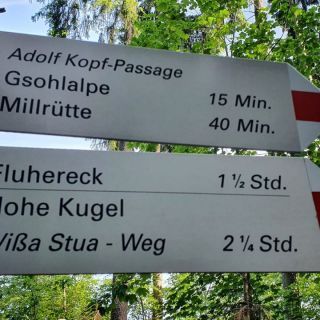 Adolf Kopf-Passage
Gsohlalpe 15 Min.
Millrütte 40 Min.
Fluhereck 1 ½ Std.
Hohe Kugel
Wißa Stua - Weg 2 ¼ Std.